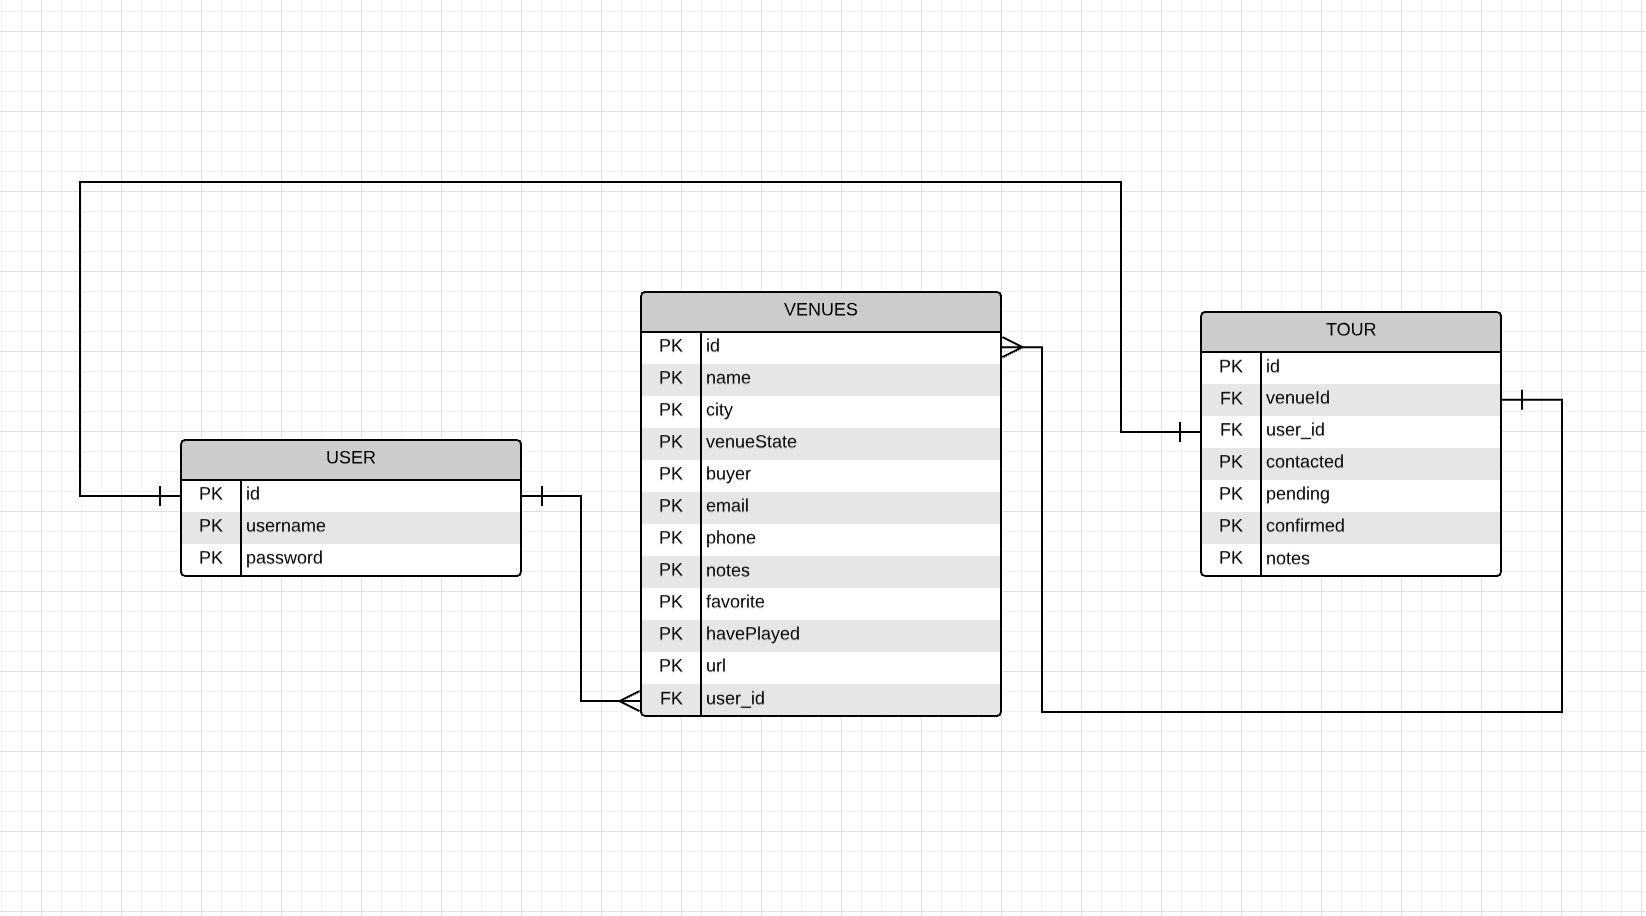 USER
PK id
PK username
PK password
VENUES
PK id
PK name
PK city
PK venueState
PK buyer
PK email
PK phone
PK notes
PK favorite
PK havePlayed
PK url
FK user_id
TOUR
PK id
FK venueId
FK user_id
PK contacted
PK pending
PK confirmed
PK notes